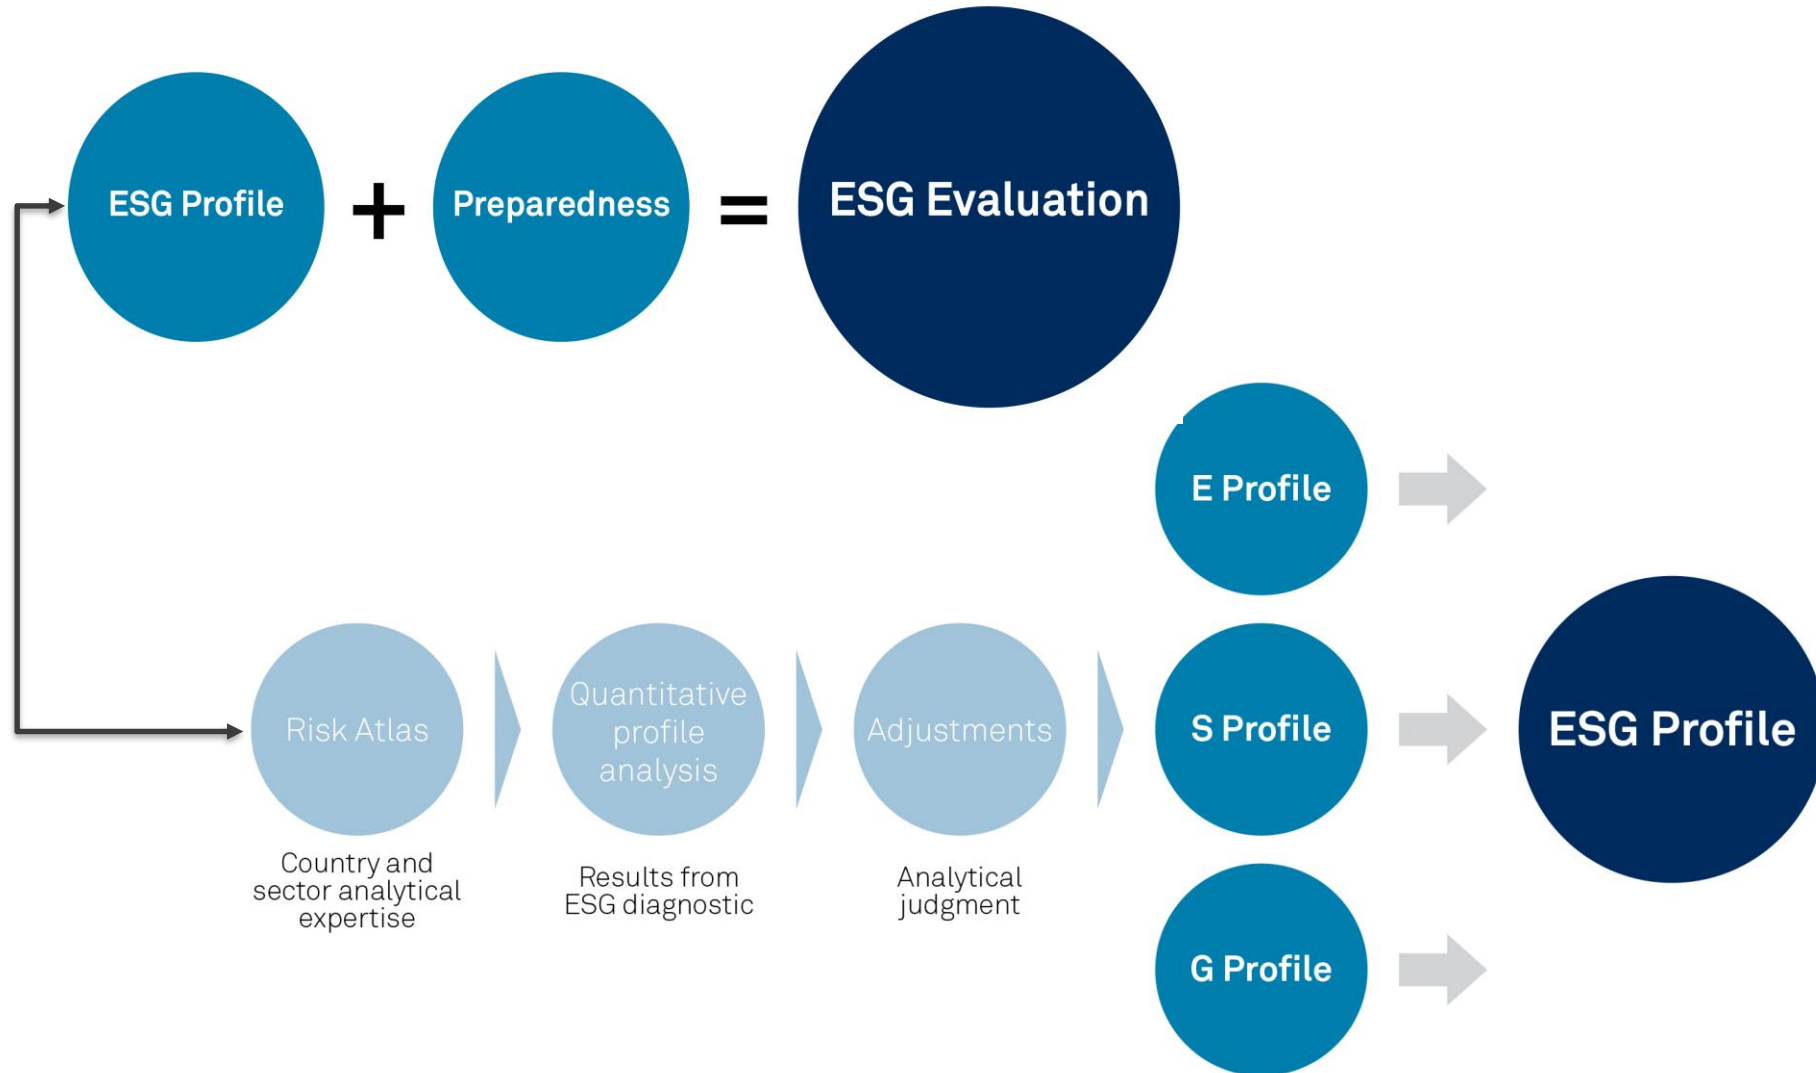 ESG Profile
+
Preparedness
=
ESG Evaluation
E Profile
Risk Atlas
Quantitative
profile
analysis
Adjustments
S Profile
ESG Profile
Country and
sector analytical
expertise
Results from
ESG diagnostic
Analytical
judgment
G Profile